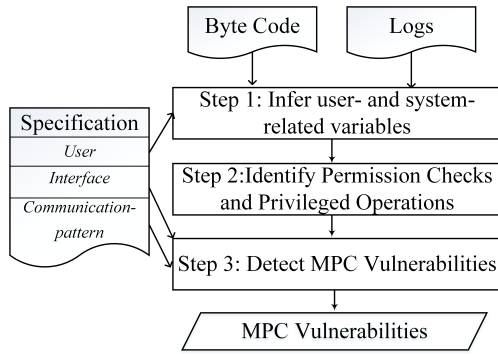 Byte Code
Logs
Specification
User
Interface
Communication-
pattern
Step 1: Infer user- and system-
related variables
Step 2:Identify Permission Checks
and Privileged Operations
Step 3: Detect MPC Vulnerabilities
MPC Vulnerabilities